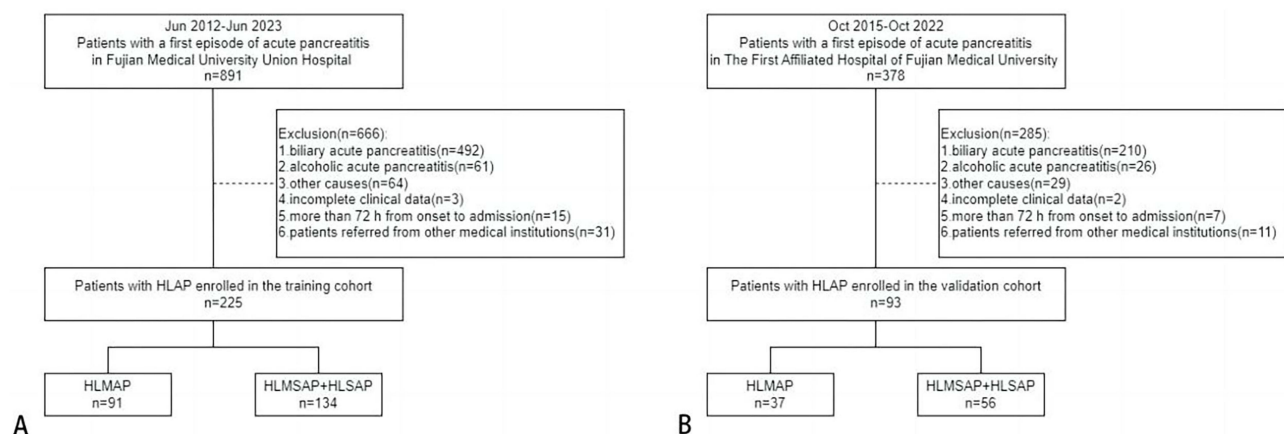 Jun 2012-Jun 2023
Patients with a first episode of acute pancreatitis
in Fujian Medical University Union Hospital
n=891
Exclusion(n=666):
1.biliary acute pancreatitis(n=492)
2.alcoholic acute pancreatitis(n=61)
3.other causes(n=64)
4.incomplete clinical data(n=3)
5.more than 72 h from onset to admission(n=15)
6.patients referred from other medical institutions(n=31)
Patients with HLAP enrolled in the training cohort
n=225
HLMAP
n=91
HLMSAP+HLSAP
n=134
A
Oct 2015-Oct 2022
Patients with a first episode of acute pancreatitis
in The First Affiliated Hospital of Fujian Medical University
n=378
Exclusion(n=285):
1.biliary acute pancreatitis(n=210)
2.alcoholic acute pancreatitis(n=26)
3.other causes(n=29)
4.incomplete clinical data(n=2)
5.more than 72 h from onset to admission(n=7)
6.patients referred from other medical institutions(n=11)
Patients with HLAP enrolled in the validation cohort
n=93
HLMAP
n=37
HLMSAP+HLSAP
n=56
B